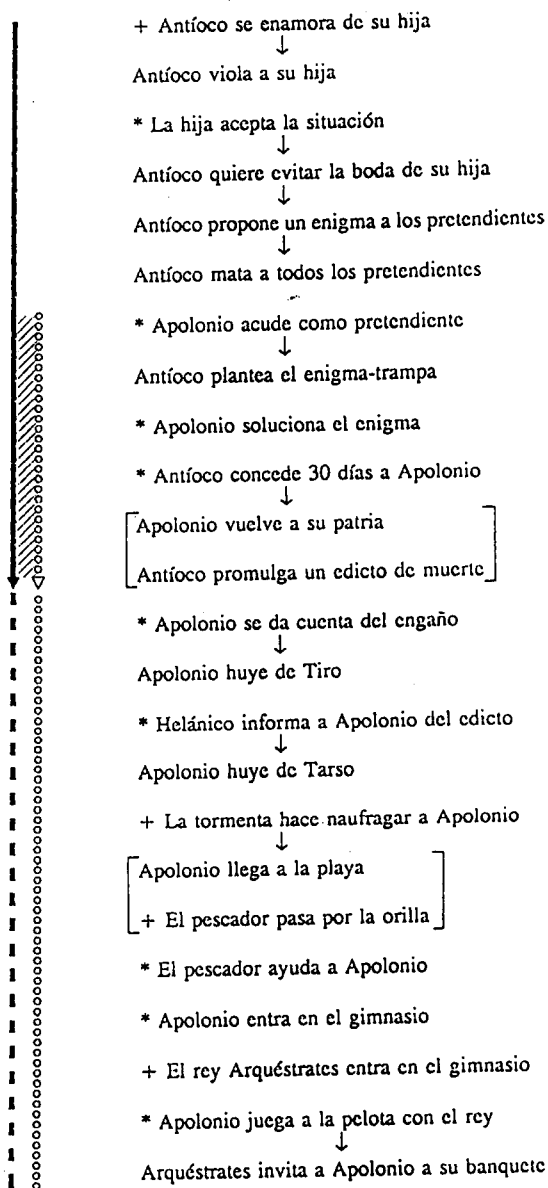 + Antíoco se enamora de su hija
↓
Antíoco viola a su hija
* La hija acepta la situación
↓
Antíoco quiere evitar la boda de su hija
↓
Antíoco propone un enigma a los pretendientes
↓
Antíoco mata a todos los pretendientes
* Apolonio acude como pretendiente
↓
Antíoco plantea el enigma-trampa
* Apolonio soluciona el enigma
* Antíoco concede 30 días a Apolonio
↓
Apolonio vuelve a su patria
Antíoco promulga un edicto de muerte
* Apolonio se da cuenta del engaño
↓
Apolonio huye de Tiro
* Helánico informa a Apolonio del edicto
↓
Apolonio huye de Tarso
+ La tormenta hace naufragar a Apolonio
↓
Apolonio llega a la playa
+ El pescador pasa por la orilla
* El pescador ayuda a Apolonio
* Apolonio entra en el gimnasio
+ El rey Arquéstrates entra en el gimnasio
* Apolonio juega a la pelota con el rey
↓
Arquéstrates invita a Apolonio a su banquete